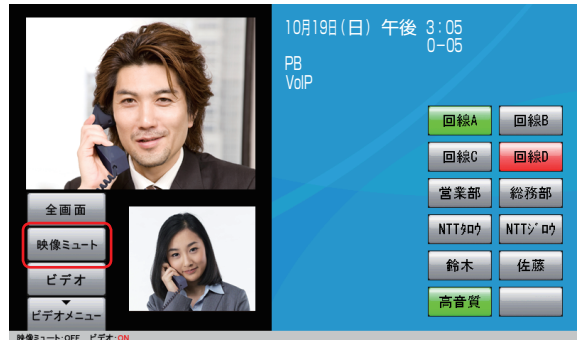 10月19日(日) 午後 3:05
0-05
PB
VoIP
回線A 回線B
回線C 回線D
営業部 総務部
NTTタロウ NTTジロウ
鈴木 佐藤
高音質
全画面
映像ミュート
ビデオ
ビデオメニュー
映像ミュート:OFF ビデオ:ON